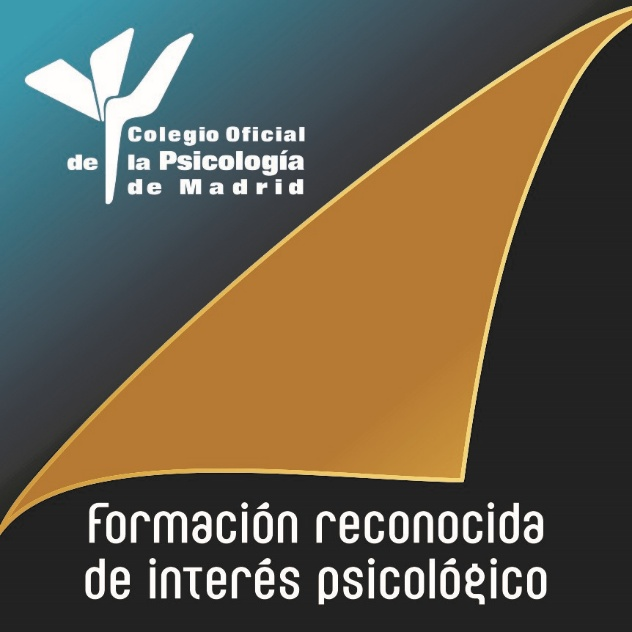 Colegio Oficial
de la Psicología
de Madrid
Formación reconocida
de interés psicológico